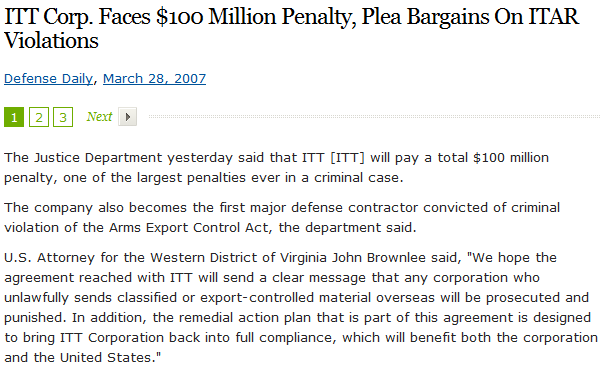 ITT Corp. Faces $100 Million Penalty, Plea Bargains On ITAR
Violations
Defense Daily, March 28, 2007
1 2 3 Next
The Justice Department yesterday said that ITT [ITT] will pay a total $100 million
penalty, one of the largest penalties ever in a criminal case.
The company also becomes the first major defense contractor convicted of criminal
violation of the Arms Export Control Act, the department said.
U.S. Attorney for the Western District of Virginia John Brownlee said, "We hope the
agreement reached with ITT will send a clear message that any corporation who
unlawfully sends classified or export-controlled material overseas will be prosecuted and
punished. In addition, the remedial action plan that is part of this agreement is designed
to bring ITT Corporation back into full compliance, which will benefit both the corporation
and the United States."